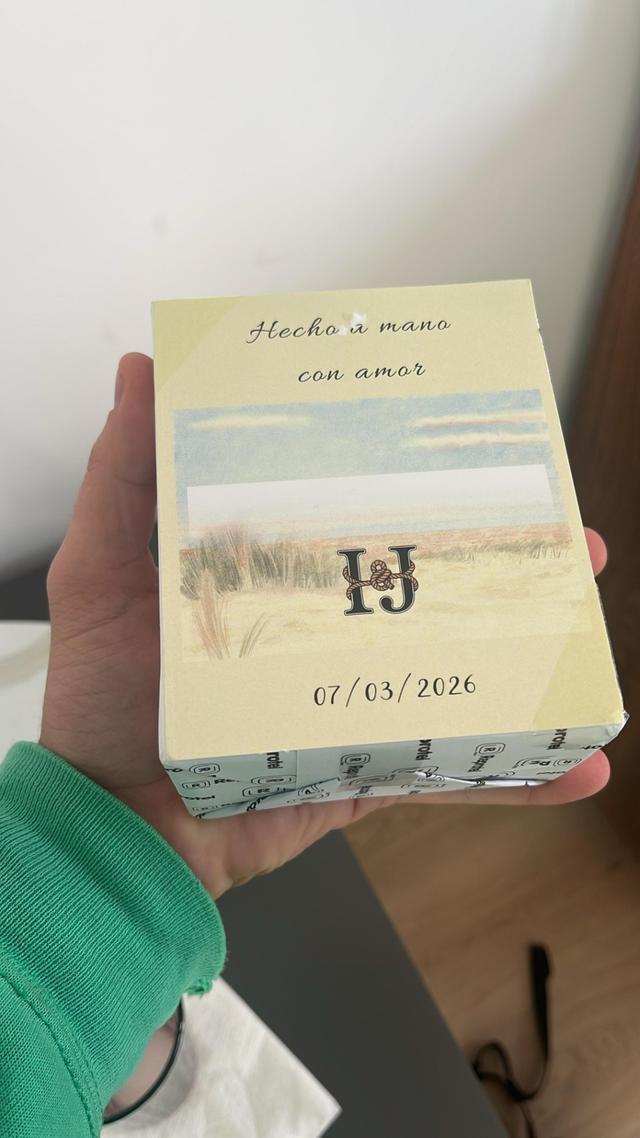 Hecho a mano
con amor
IJ
07/03/2026